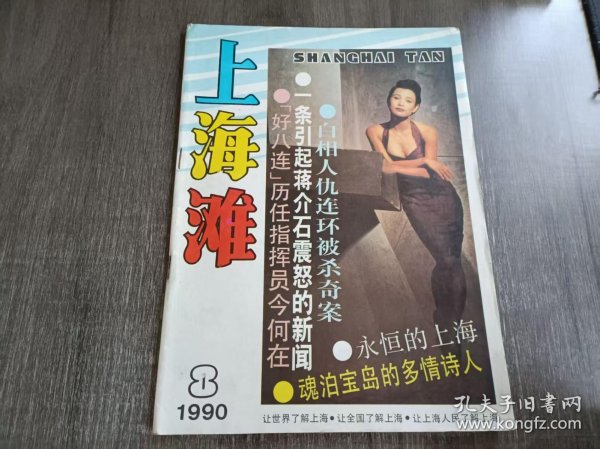 SHANGHAI TAN
上海滩
白相人仇连环被杀奇案
一条引起蒋介石震怒的新闻
「好八连」历任指挥员今何在
永恒的上海
魂泊宝岛的多情诗人
8
1990
让世界了解上海•让全国了解上海•让上海人民了解上海
孔夫子旧书网
kongfz.com